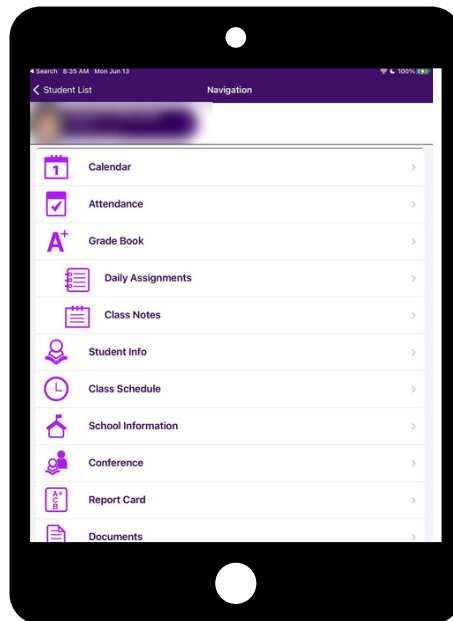 Search 8:35 AM Mon Jun 13 100%
Student List Navigation
1 Calendar
Attendance
A+ Grade Book
Daily Assignments
Class Notes
Student Info
Class Schedule
School Information
Conference
A+ C B Report Card
Documents